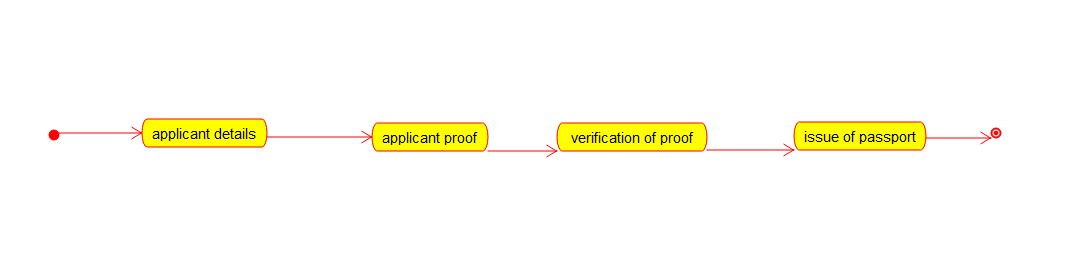 applicant details
applicant proof
verification of proof
issue of passport